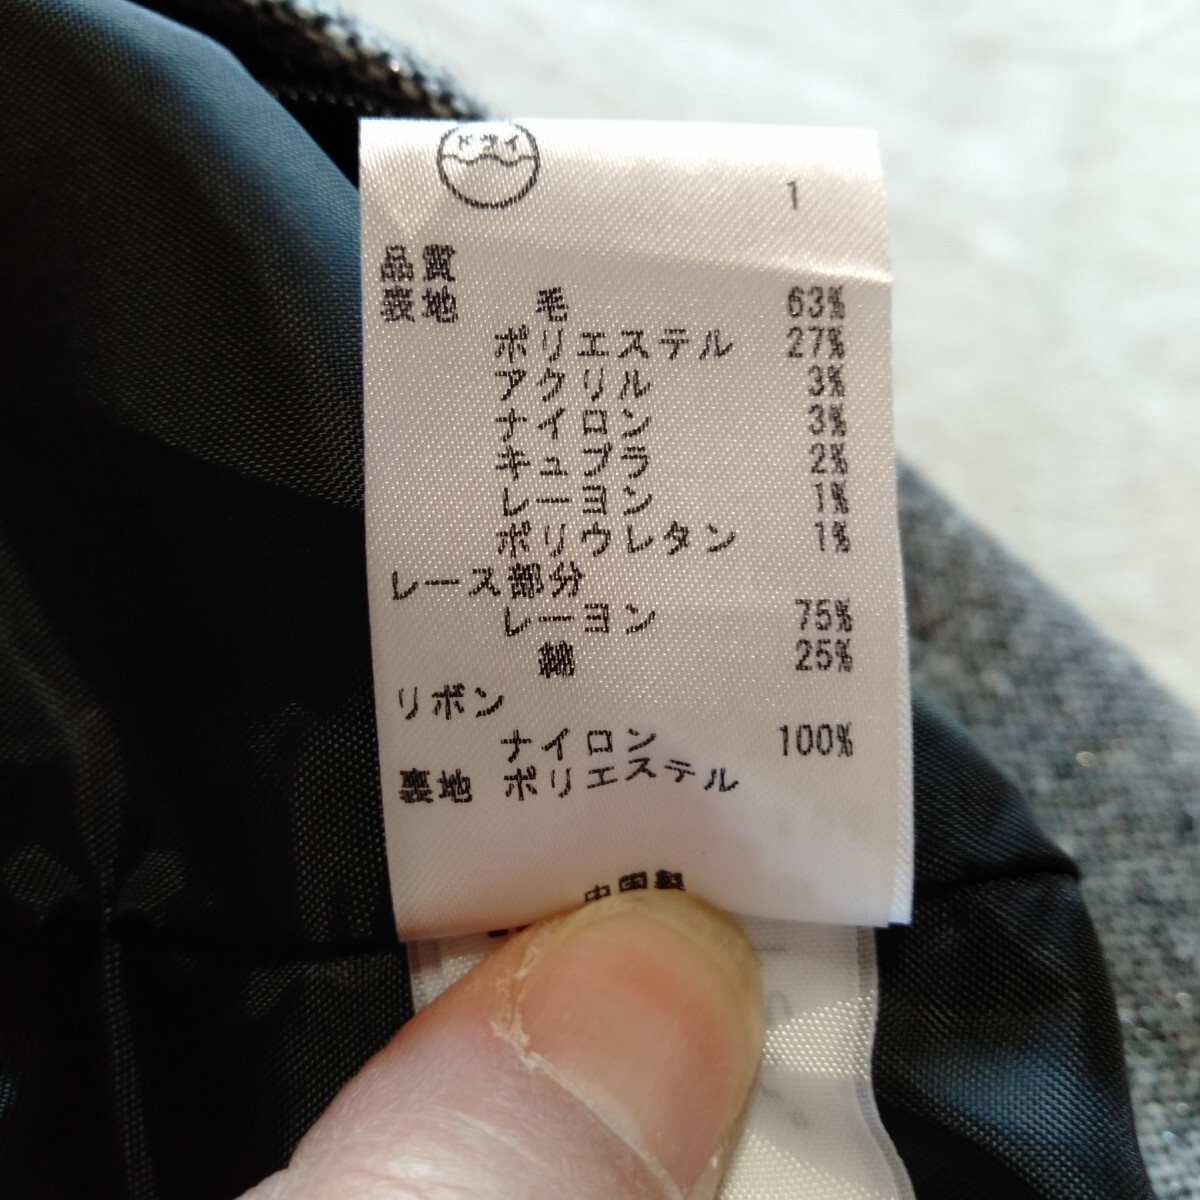 ドライ
1
品質
表地 毛 63%
ポリエステル 27%
アクリル 3%
ナイロン 3%
キュプラ 2%
レーヨン 1%
ポリウレタン 1%
レース部分
レーヨン 75%
綿 25%
リボン
ナイロン 100%
裏地 ポリエステル
中国製